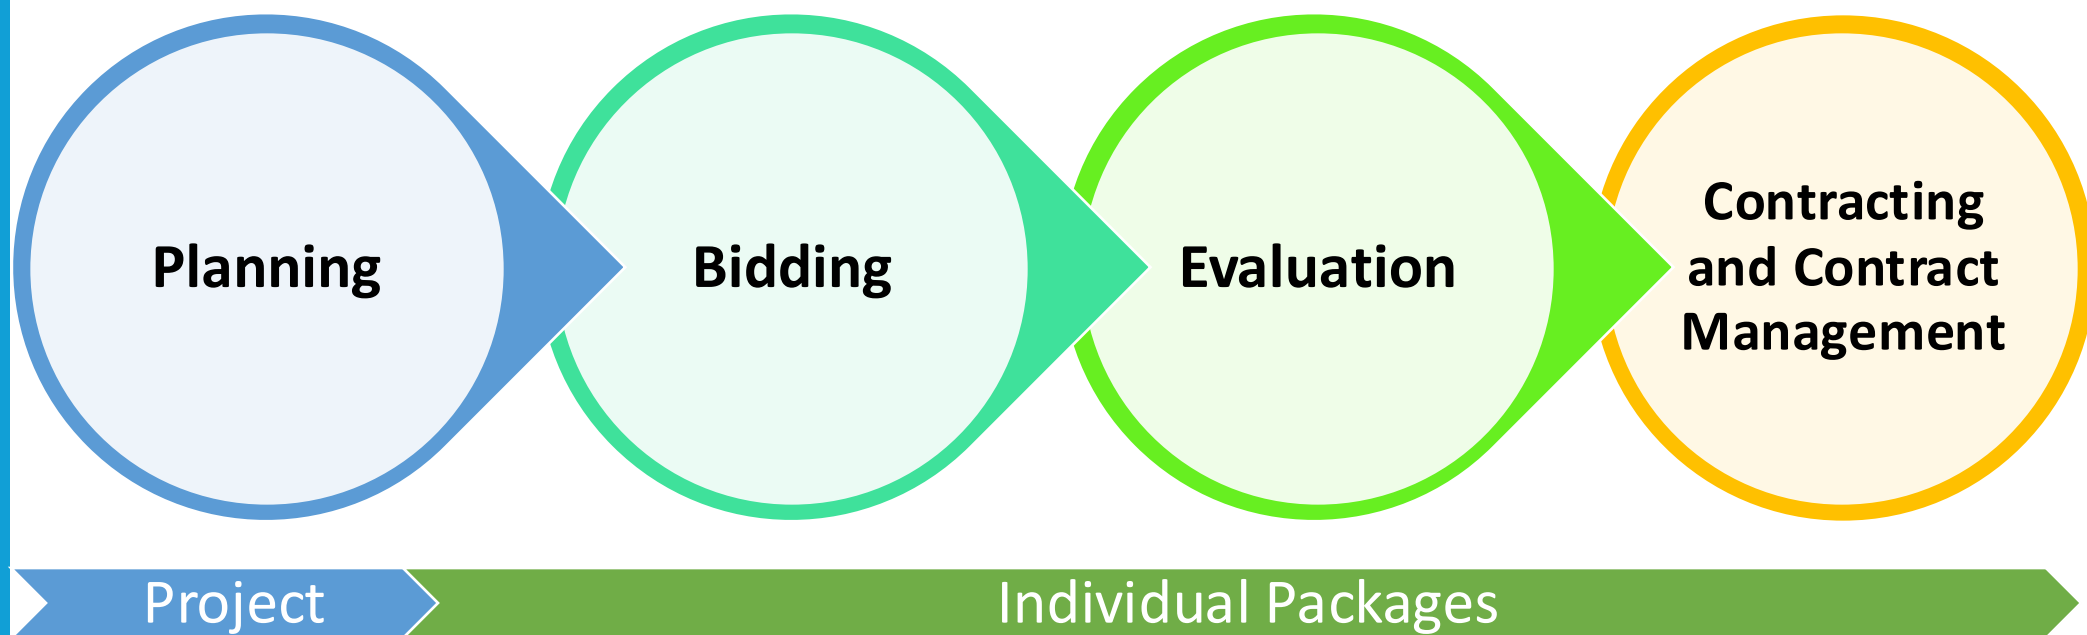 Planning
Bidding
Evaluation
Contracting
and Contract
Management
Project
Individual Packages